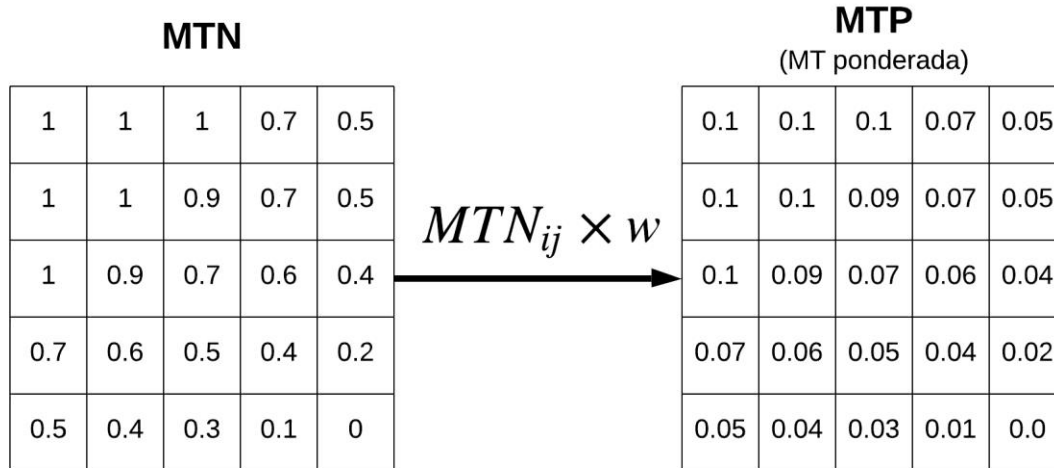 MTN
1 1 1 0.7 0.5
1 1 0.9 0.7 0.5
1 0.9 0.7 0.6 0.4
0.7 0.6 0.5 0.4 0.2
0.5 0.4 0.3 0.1 0
MTN_{ij} × w
MTP
(MT ponderada)
0.1 0.1 0.1 0.07 0.05
0.1 0.1 0.09 0.07 0.05
0.1 0.09 0.07 0.06 0.04
0.07 0.06 0.05 0.04 0.02
0.05 0.04 0.03 0.01 0.0